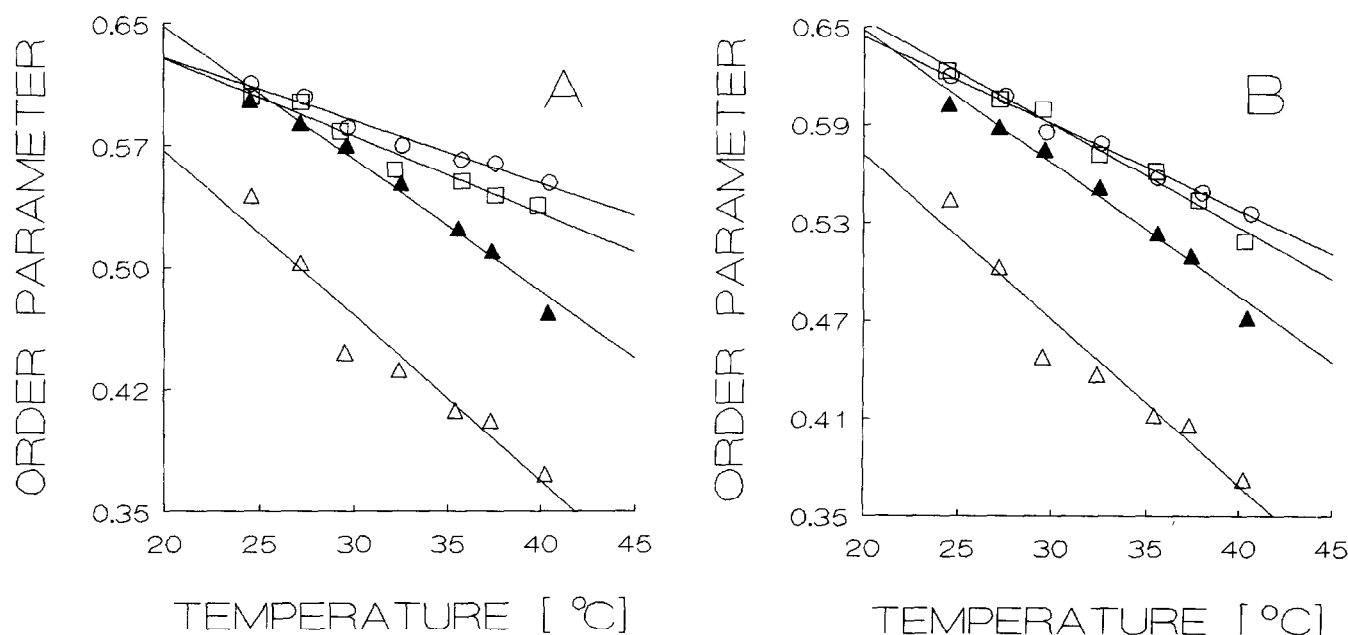 A
ORDER PARAMETER
0.65
0.57
0.50
0.42
0.35
20 25 30 35 40 45
TEMPERATURE [ °C]
B
ORDER PARAMETER
0.65
0.59
0.53
0.47
0.41
0.35
20 25 30 35 40 45
TEMPERATURE [ °C]